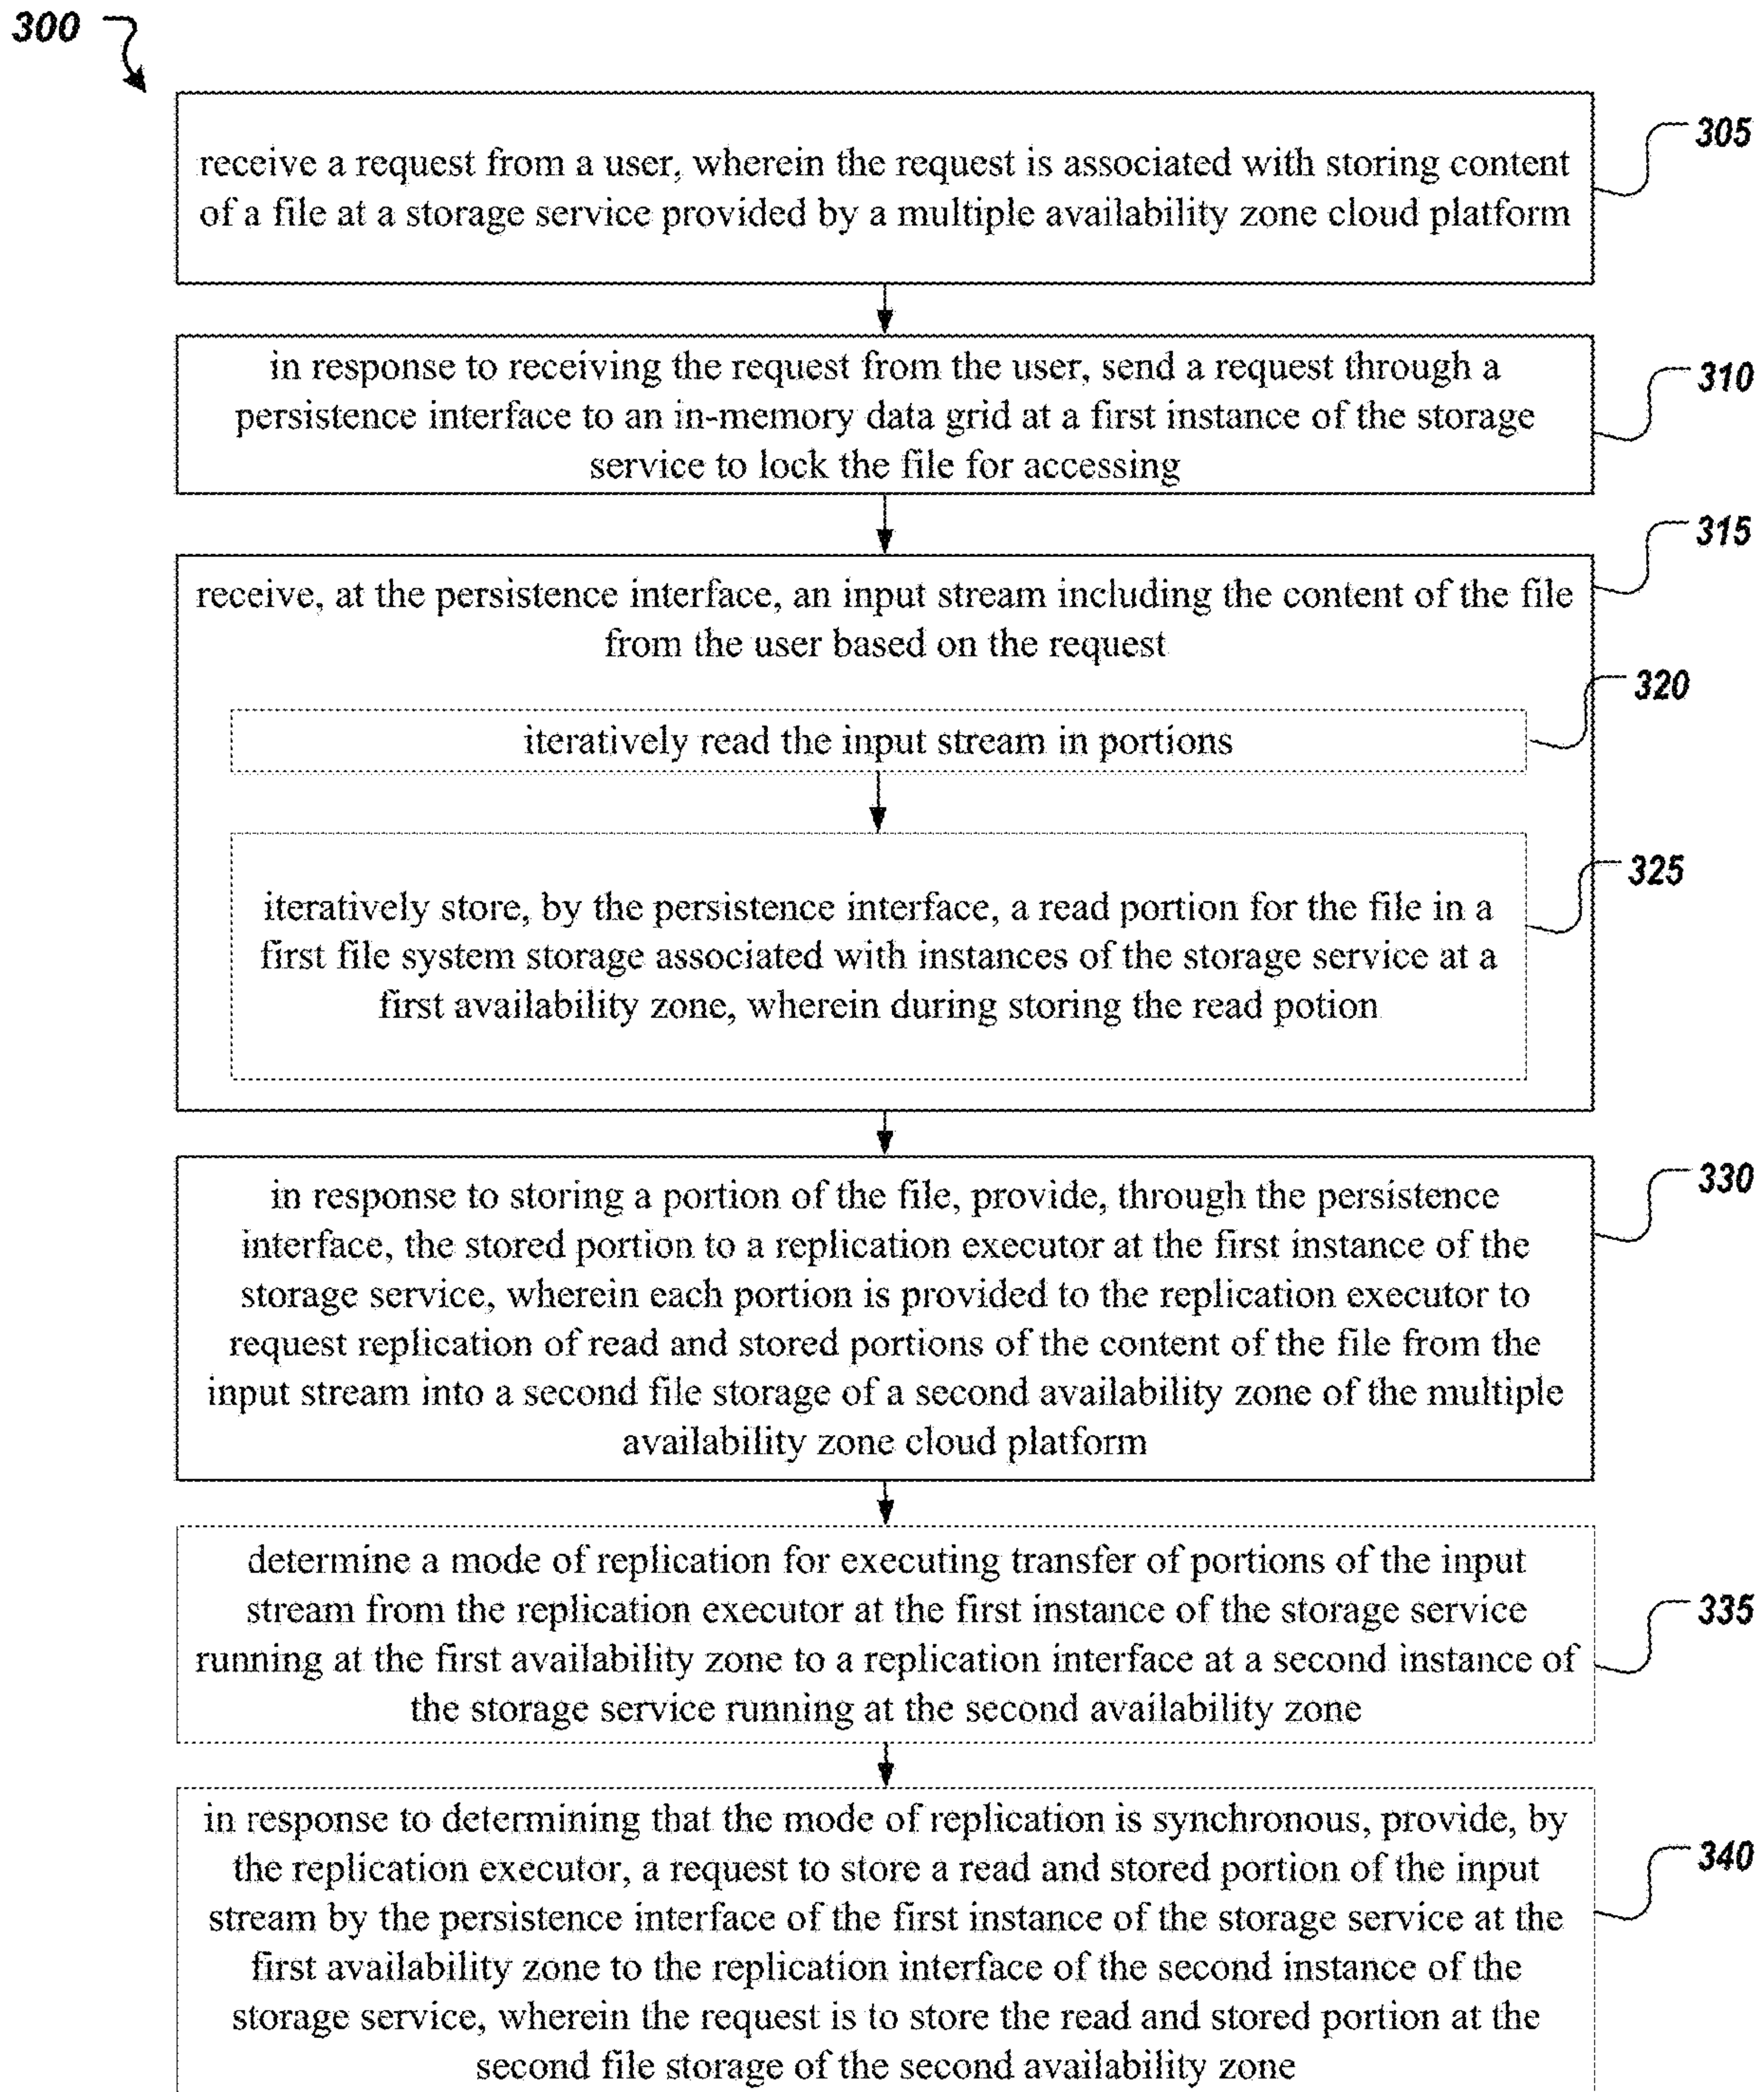 300
305
receive a request from a user, wherein the request is associated with storing content
of a file at a storage service provided by a multiple availability zone cloud platform
310
in response to receiving the request from the user, send a request through a
persistence interface to an in-memory data grid at a first instance of the storage
service to lock the file for accessing
315
receive, at the persistence interface, an input stream including the content of the file
from the user based on the request
320
iteratively read the input stream in portions
325
iteratively store, by the persistence interface, a read portion for the file in a
first file system storage associated with instances of the storage service at a
first availability zone, wherein during storing the read potion
330
in response to storing a portion of the file, provide, through the persistence
interface, the stored portion to a replication executor at the first instance of the
storage service, wherein each portion is provided to the replication executor to
request replication of read and stored portions of the content of the file from the
input stream into a second file storage of a second availability zone of the multiple
availability zone cloud platform
335
determine a mode of replication for executing transfer of portions of the input
stream from the replication executor at the first instance of the storage service
running at the first availability zone to a replication interface at a second instance of
the storage service running at the second availability zone
340
in response to determining that the mode of replication is synchronous, provide, by
the replication executor, a request to store a read and stored portion of the input
stream by the persistence interface of the first instance of the storage service at the
first availability zone to the replication interface of the second instance of the
storage service, wherein the request is to store the read and stored portion at the
second file storage of the second availability zone